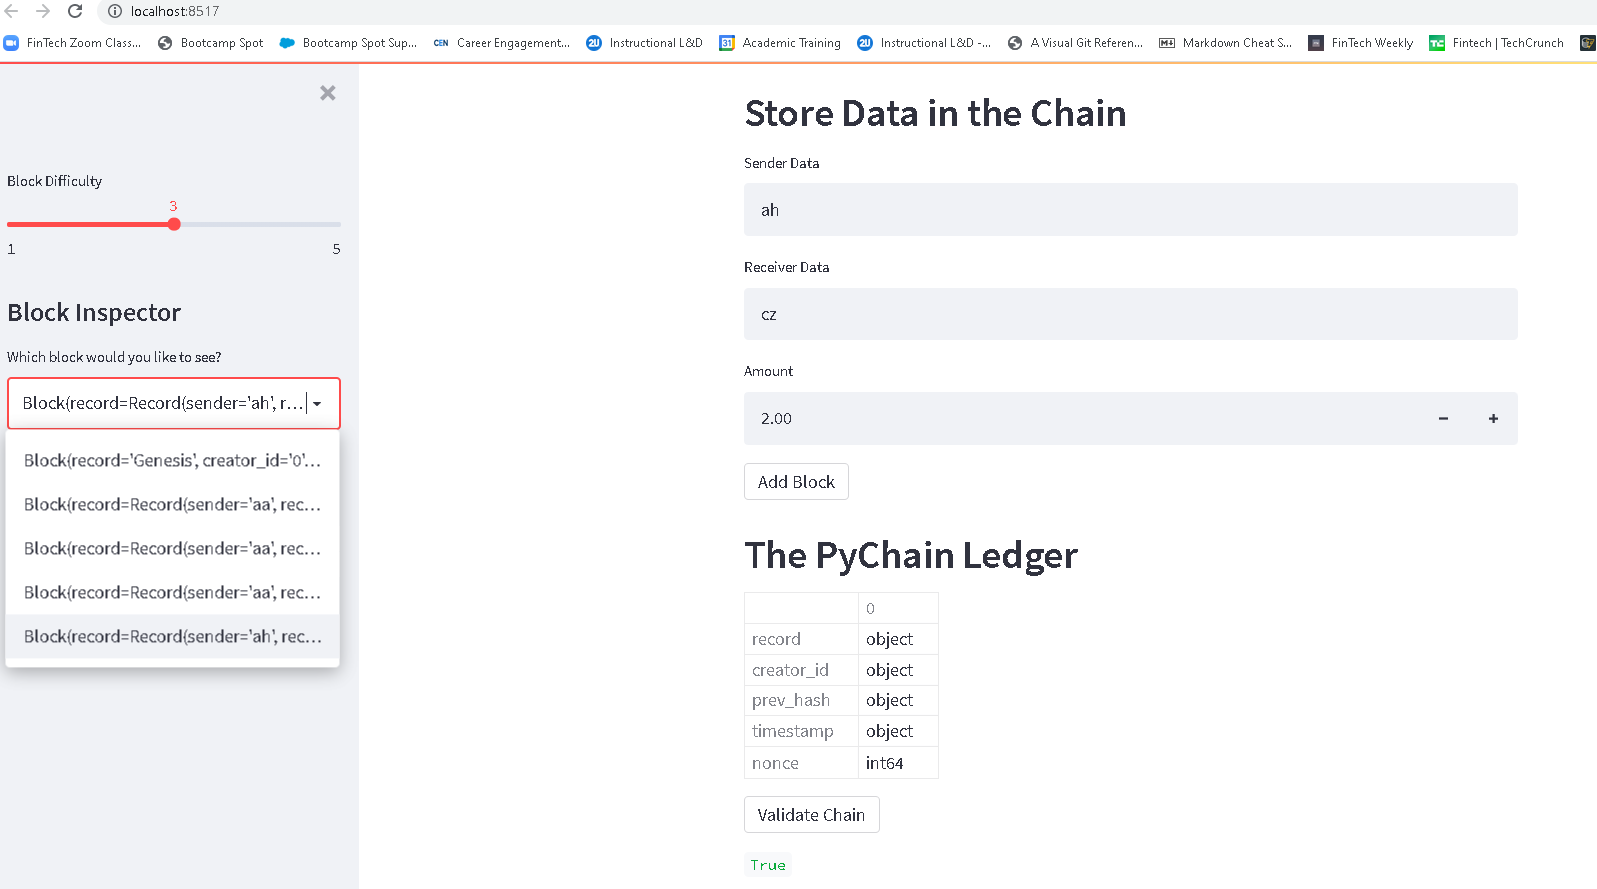 localhost:8517
FinTech Zoom Class... Bootcamp Spot Bootcamp Spot Sup... CEN Career Engagement... 2U Instructional L&D 31 Academic Training 2U Instructional L&D -... A Visual Git Referen... Markdown Cheat S... FinTech Weekly TC Fintech | TechCrunch
Block Difficulty
3
1 5
Block Inspector
Which block would you like to see?
Block(record=Record(sender='ah', r...
Block(record='Genesis', creator_id='0'...
Block(record=Record(sender='aa', rec...
Block(record=Record(sender='aa', rec...
Block(record=Record(sender='aa', rec...
Block(record=Record(sender='ah', rec...
Store Data in the Chain
Sender Data
ah
Receiver Data
cz
Amount
2.00 - +
Add Block
The PyChain Ledger
0
record object
creator_id object
prev_hash object
timestamp object
nonce int64
Validate Chain
True